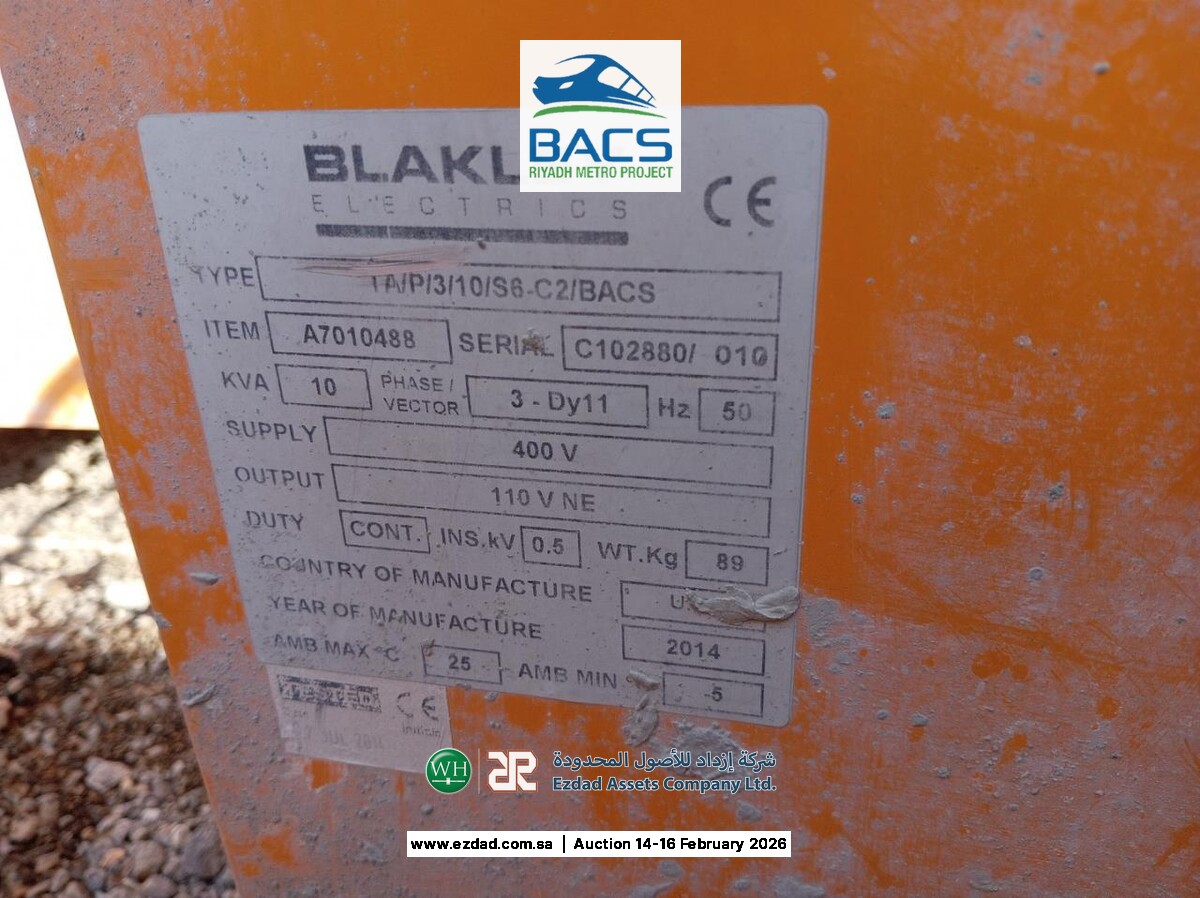 BACS
RIYADH METRO PROJECT
BLAKL
ELECTRICS
CE
TYPE TA/P/3/10/S6-C2/BACS
ITEM A7010488 SERIAL C102880/ 010
KVA 10 PHASE / VECTOR 3 - Dy11 Hz 50
SUPPLY 400 V
OUTPUT 110 V NE
DUTY CONT. INS.kV 0.5 WT.Kg 89
COUNTRY OF MANUFACTURE
YEAR OF MANUFACTURE 2014
AMB MAX °C 25 AMB MIN -5
CE
JUL
WH
شركة إزداد للأصول المحدودة
Ezdad Assets Company Ltd.
www.ezdad.com.sa | Auction 14-16 February 2026